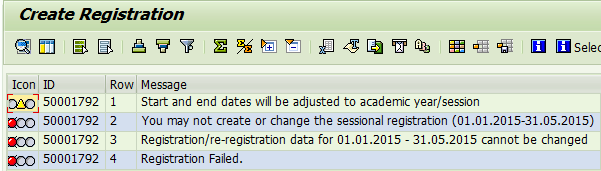 Create Registration
Selec
Icon ID Row Message
50001792 1 Start and end dates will be adjusted to academic year/session
50001792 2 You may not create or change the sessional registration (01.01.2015-31.05.2015)
50001792 3 Registration/re-registration data for 01.01.2015 - 31.05.2015 cannot be changed
50001792 4 Registration Failed.